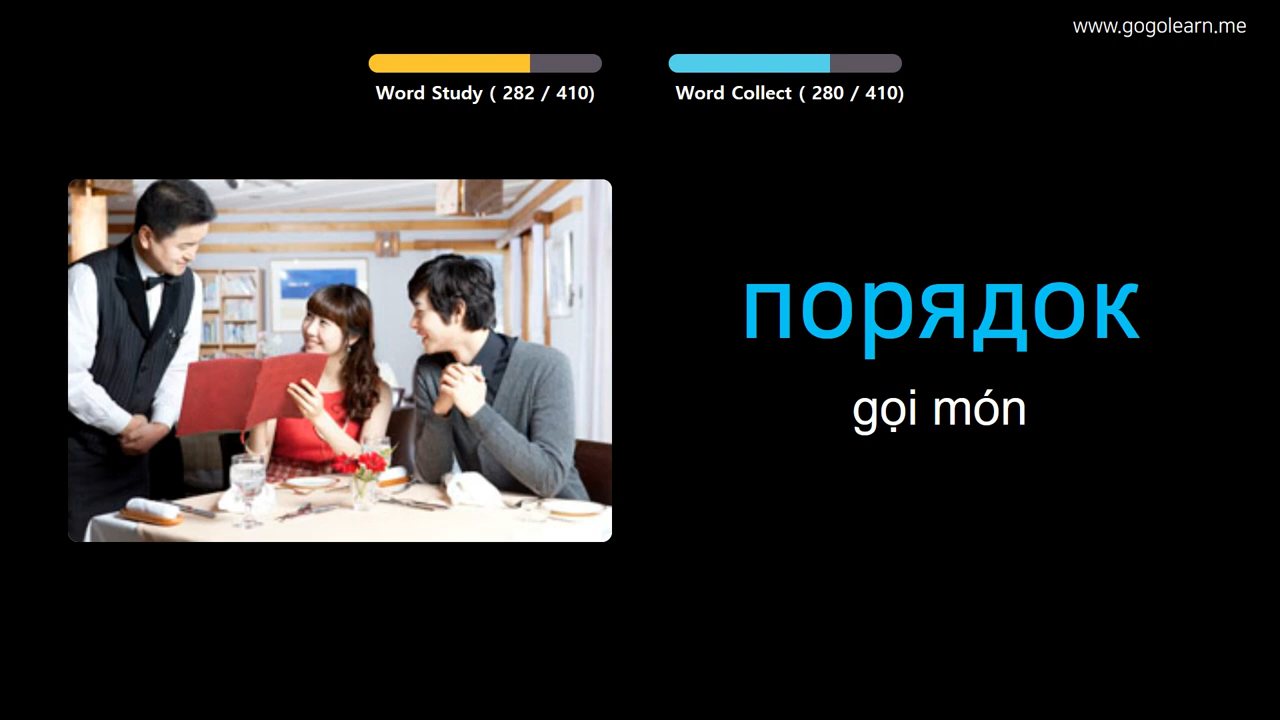 www.gogolearn.me
Word Study ( 282 / 410)
Word Collect ( 280 / 410)
порядок
gọi món